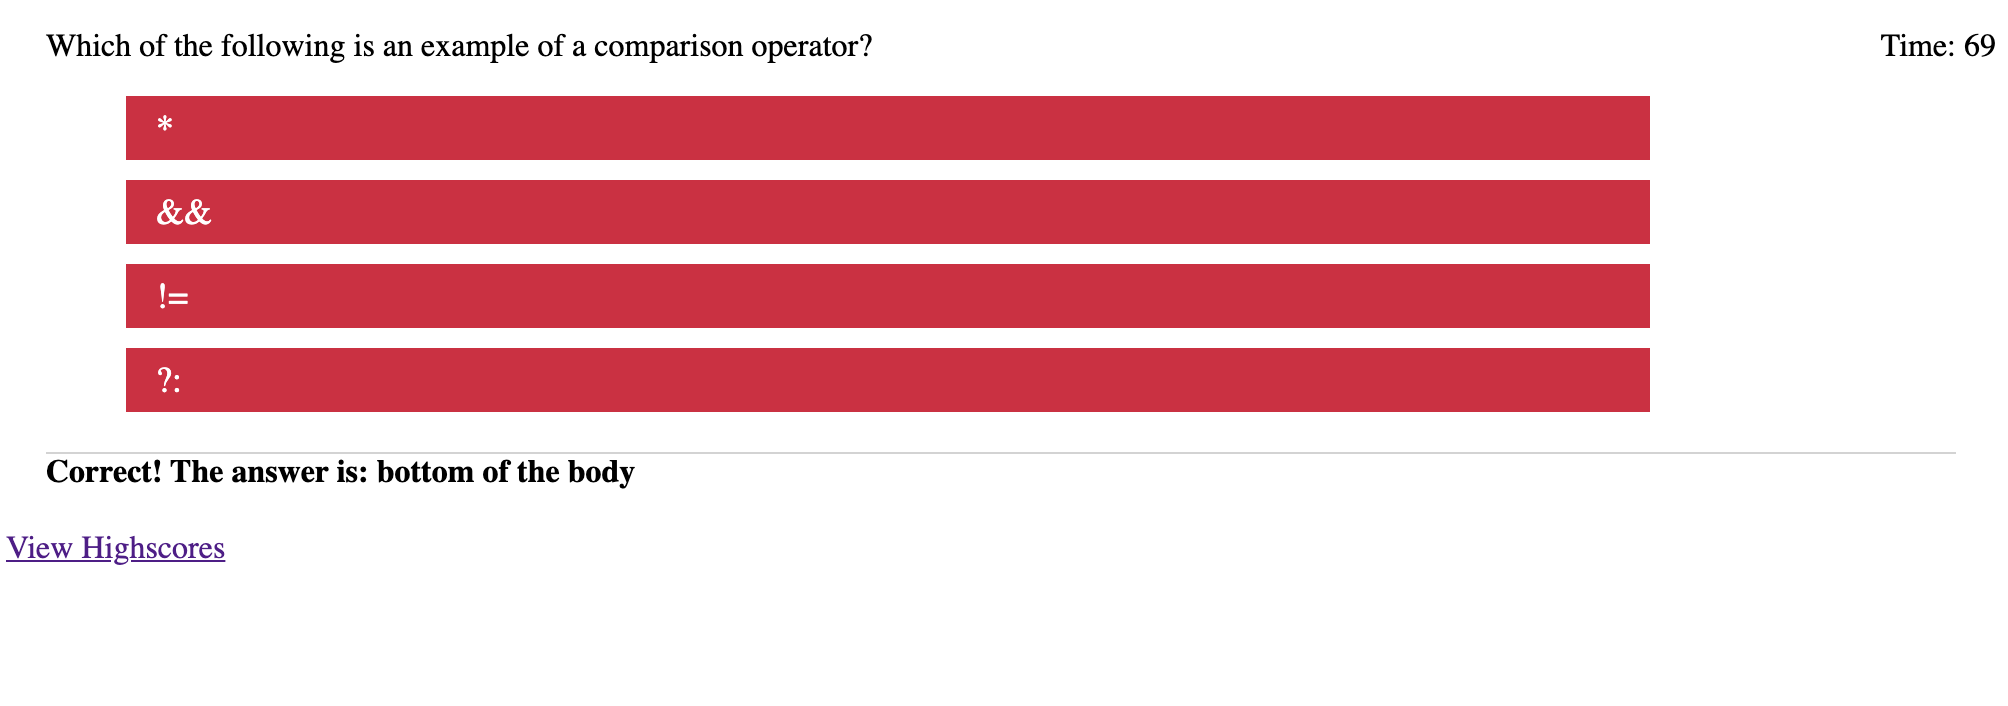 Which of the following is an example of a comparison operator?
Time: 69
*
&&
!=
?:
Correct! The answer is: bottom of the body
View Highscores